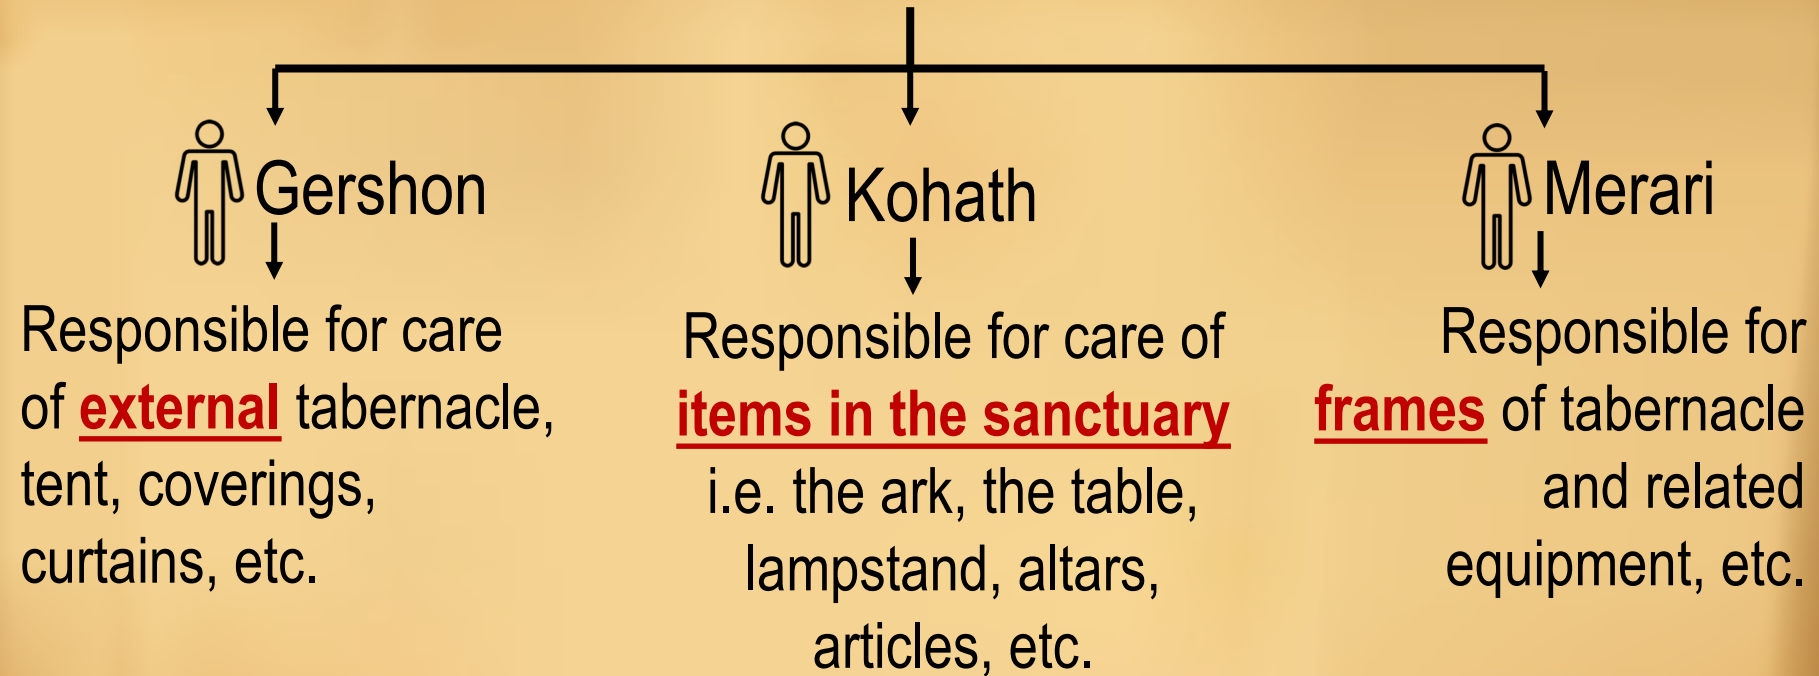 Gershon
Responsible for care
of external tabernacle,
tent, coverings,
curtains, etc.
Kohath
Responsible for care of
items in the sanctuary
i.e. the ark, the table,
lampstand, altars,
articles, etc.
Merari
Responsible for
frames of tabernacle
and related
equipment, etc.